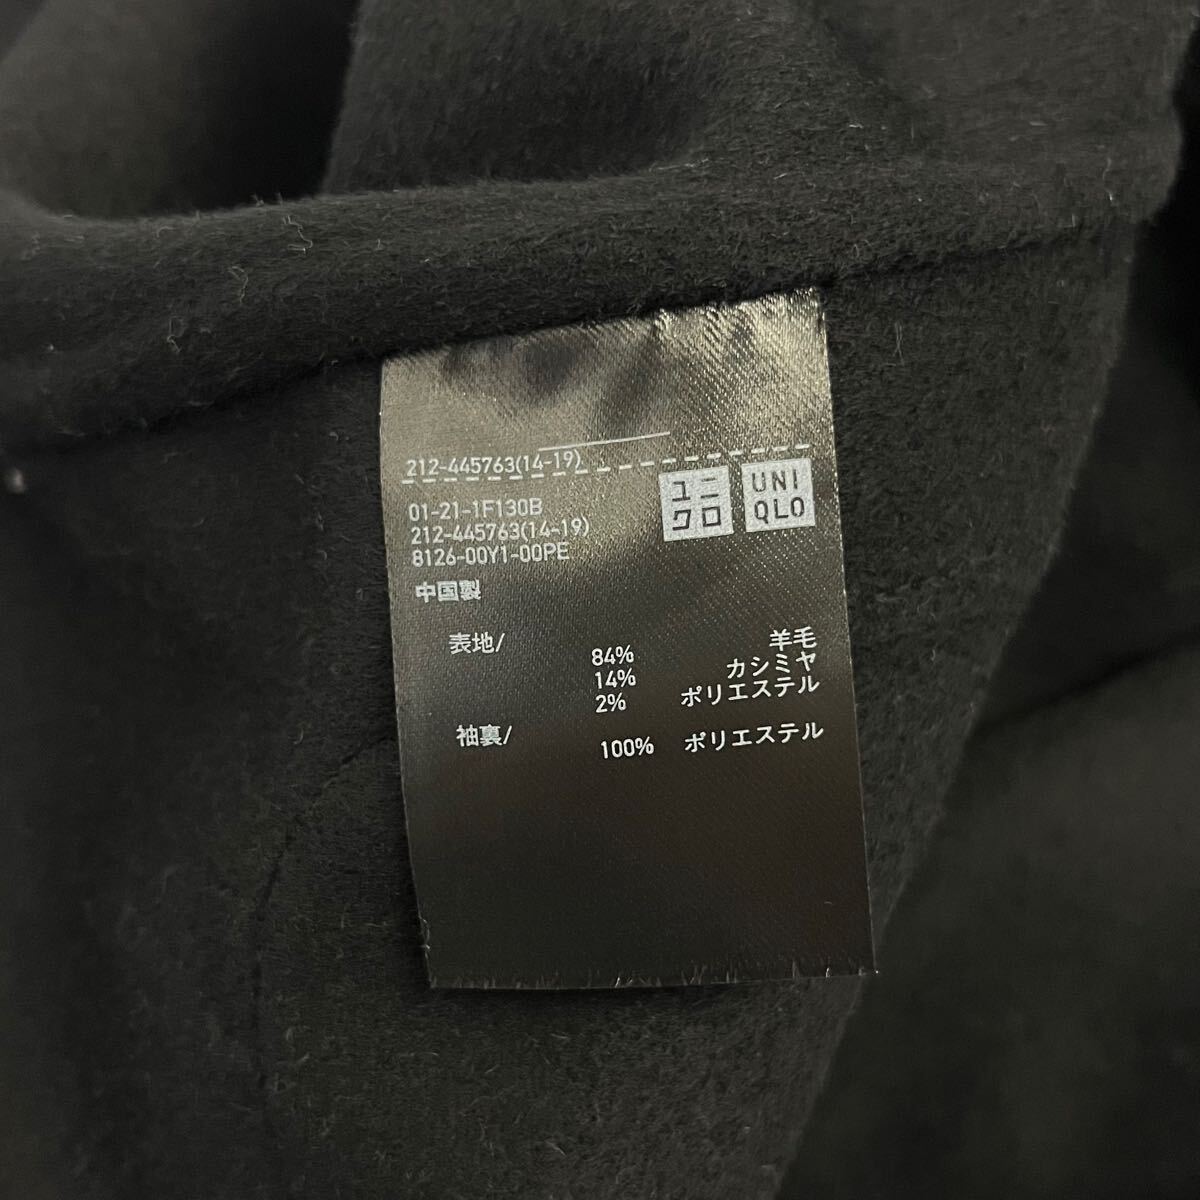 212-445763(14-19)
ユニ
クロ
UNI
QLO
01-21-1F130B
212-445763(14-19)
8126-00Y1-00PE
中国製
表地/
84% 羊毛
14% カシミヤ
2% ポリエステル
袖裏/
100% ポリエステル